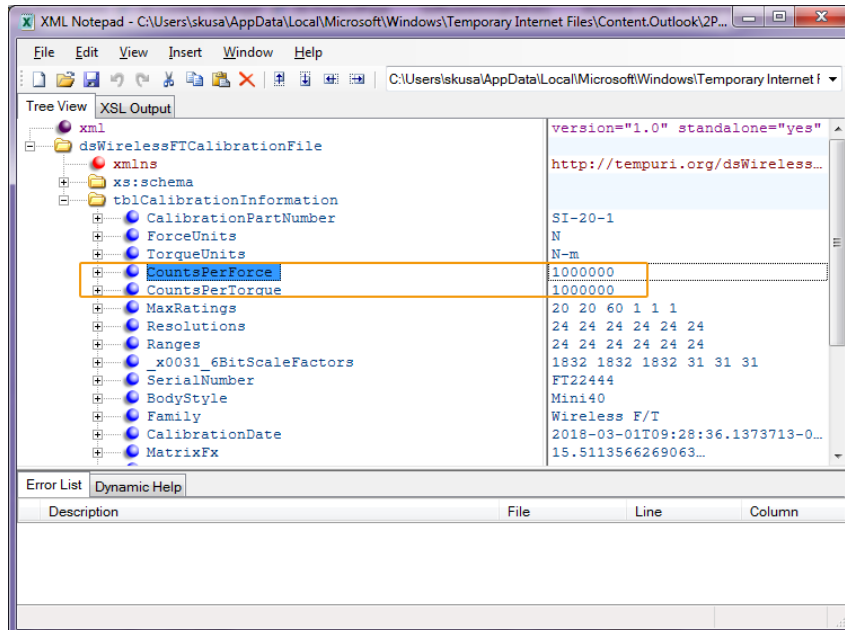 XML Notepad - C:\Users\skusa\AppData\Local\Microsoft\Windows\Temporary Internet Files\Content.Outlook\2P...
File Edit View Insert Window Help
C:\Users\skusa\AppData\Local\Microsoft\Windows\Temporary Internet F
Tree View XSL Output
xml version="1.0" standalone="yes"
dsWirelessFTCalibrationFile
xmlns http://tempuri.org/dsWireless...
xs:schema
tblCalibrationInformation
CalibrationPartNumber SI-20-1
ForceUnits N
TorqueUnits N-m
CountsPerForce 1000000
CountsPerTorque 1000000
MaxRatings 20 20 60 1 1 1
Resolutions 24 24 24 24 24 24
Ranges 24 24 24 24 24 24
_x0031_6BitScaleFactors 1832 1832 1832 31 31 31
SerialNumber FT22444
BodyStyle Mini40
Family Wireless F/T
CalibrationDate 2018-03-01T09:28:36.1373713-0...
MatrixFx 15.5113566269063...
Error List Dynamic Help
Description File Line Column